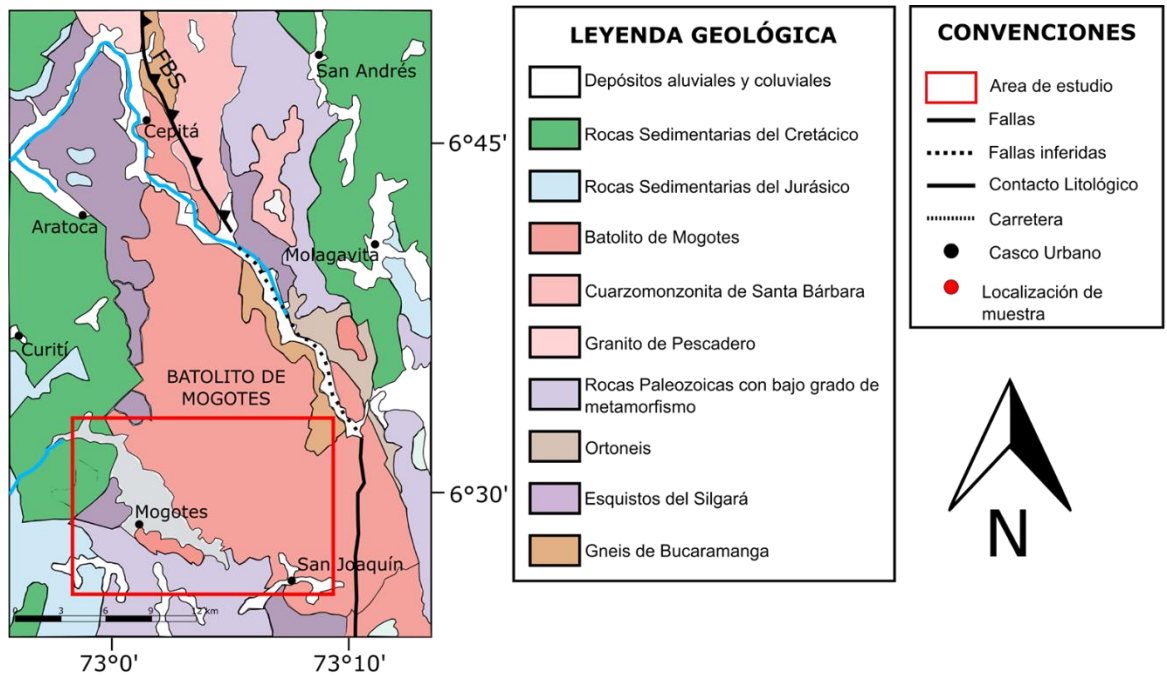 San Andrés
FBS
Cepitá
6°45'
Aratoca
Molagavita
Curití
BATOLITO DE
MOGOTES
6°30'
Mogotes
San Joaquín
0 3 6 9 12 km
73°0' 73°10'
LEYENDA GEOLÓGICA
Depósitos aluviales y coluviales
Rocas Sedimentarias del Cretácico
Rocas Sedimentarias del Jurásico
Batolito de Mogotes
Cuarzomonzonita de Santa Bárbara
Granito de Pescadero
Rocas Paleozoicas con bajo grado de
metamorfismo
Ortoneis
Esquistos del Silgará
Gneis de Bucaramanga
CONVENCIONES
Area de estudio
Fallas
Fallas inferidas
Contacto Litológico
Carretera
Casco Urbano
Localización de
muestra
N